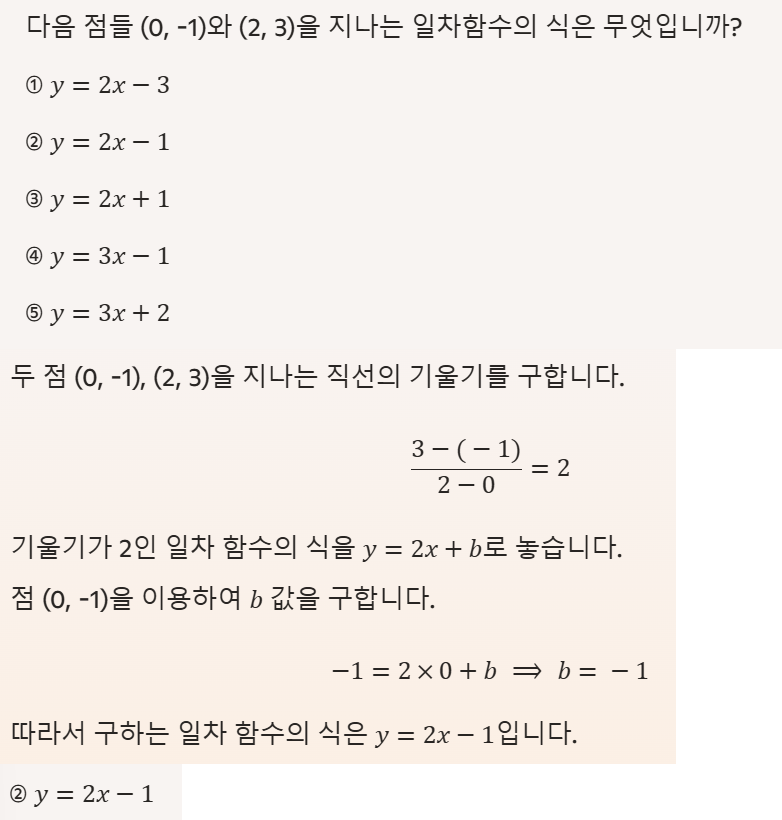 다음 점들 (0, -1)와 (2, 3)을 지나는 일차함수의 식은 무엇입니까?
① y = 2x − 3
② y = 2x − 1
③ y = 2x + 1
④ y = 3x − 1
⑤ y = 3x + 2
두 점 (0, -1), (2, 3)을 지나는 직선의 기울기를 구합니다.
3 − ( − 1)
2 − 0
= 2
기울기가 2인 일차 함수의 식을 y = 2x + b로 놓습니다.
점 (0, -1)을 이용하여 b 값을 구합니다.
−1 = 2 × 0 + b ⟹ b = − 1
따라서 구하는 일차 함수의 식은 y = 2x − 1입니다.
② y = 2x − 1